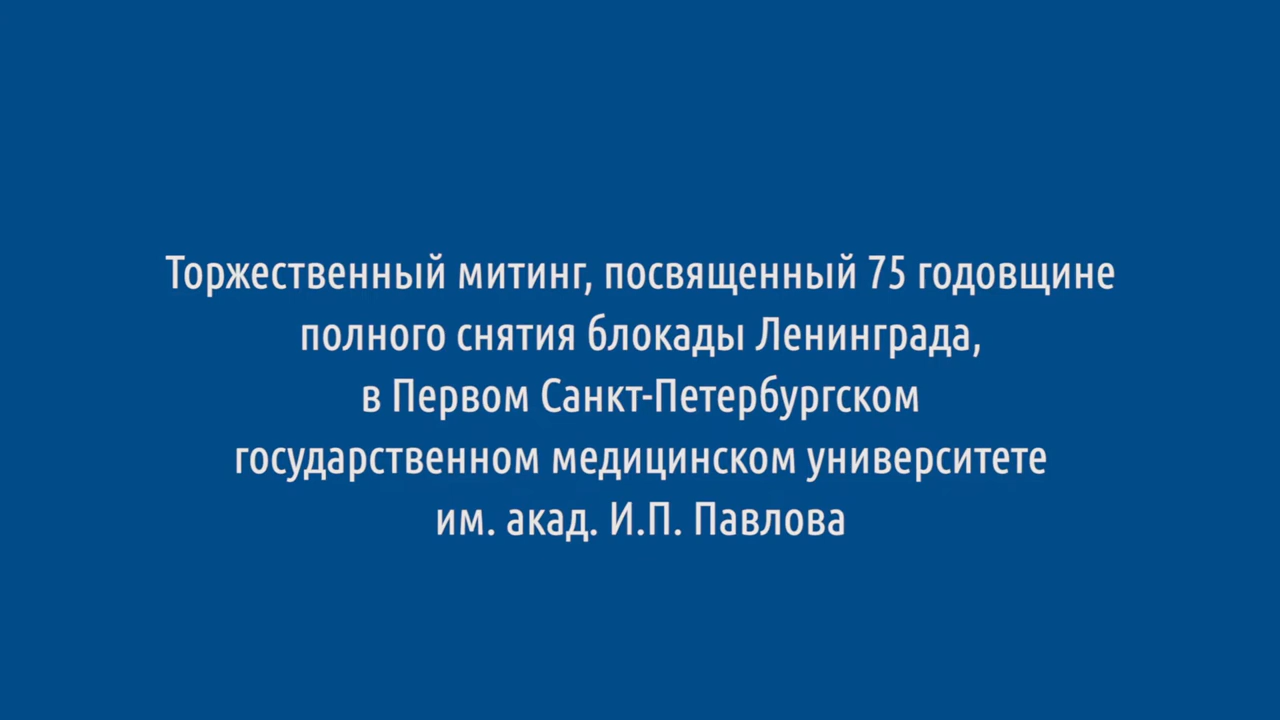 Торжественный митинг, посвященный 75 годовщине
полного снятия блокады Ленинграда,
в Первом Санкт-Петербургском
государственном медицинском университете
им. акад. И.П. Павлова